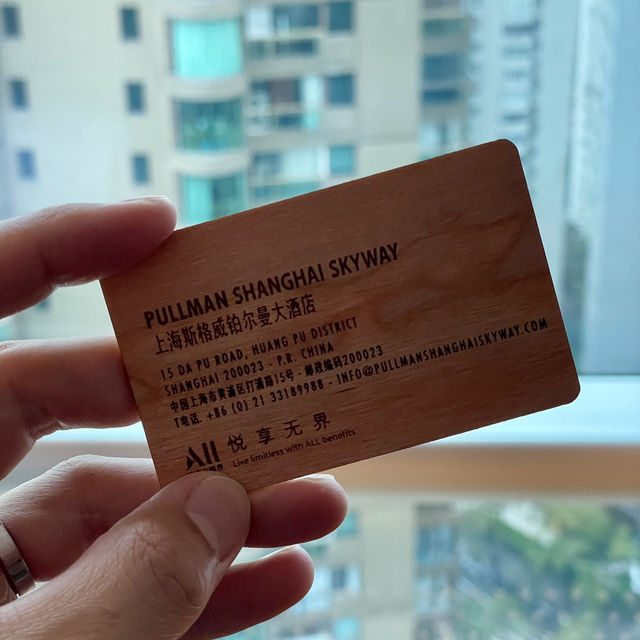 PULLMAN SHANGHAI SKYWAY
上海斯格威铂尔曼大酒店
15 DA PU ROAD, HUANG PU DISTRICT
SHANGHAI 200023 - P.R. CHINA
中国上海市黄浦区打浦路15号 - 邮政编码200023
T电话 +86 (0) 21 33189988 - INFO@PULLMANSHANGHAISKYWAY.COM
All 悦享无界
Live limitless with ALL benefits